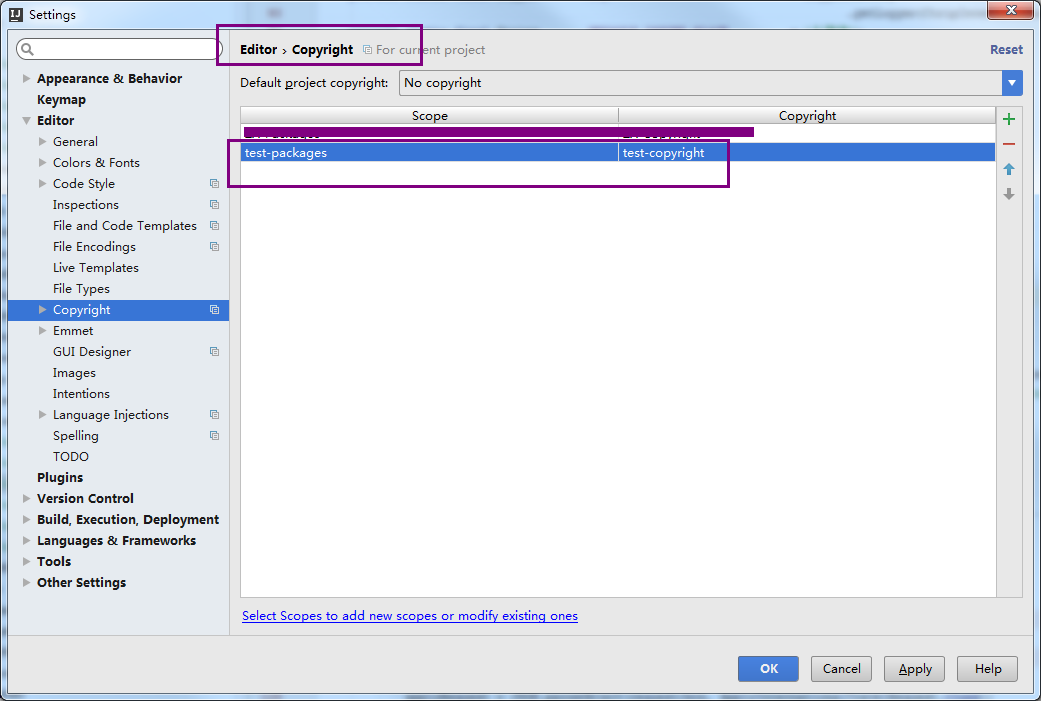 Settings
Editor › Copyright For current project Reset
Default project copyright: No copyright
Scope Copyright
test-packages test-copyright
Appearance & Behavior
Keymap
Editor
General
Colors & Fonts
Code Style
Inspections
File and Code Templates
File Encodings
Live Templates
File Types
Copyright
Emmet
GUI Designer
Images
Intentions
Language Injections
Spelling
TODO
Plugins
Version Control
Build, Execution, Deployment
Languages & Frameworks
Tools
Other Settings
Select Scopes to add new scopes or modify existing ones
OK Cancel Apply Help